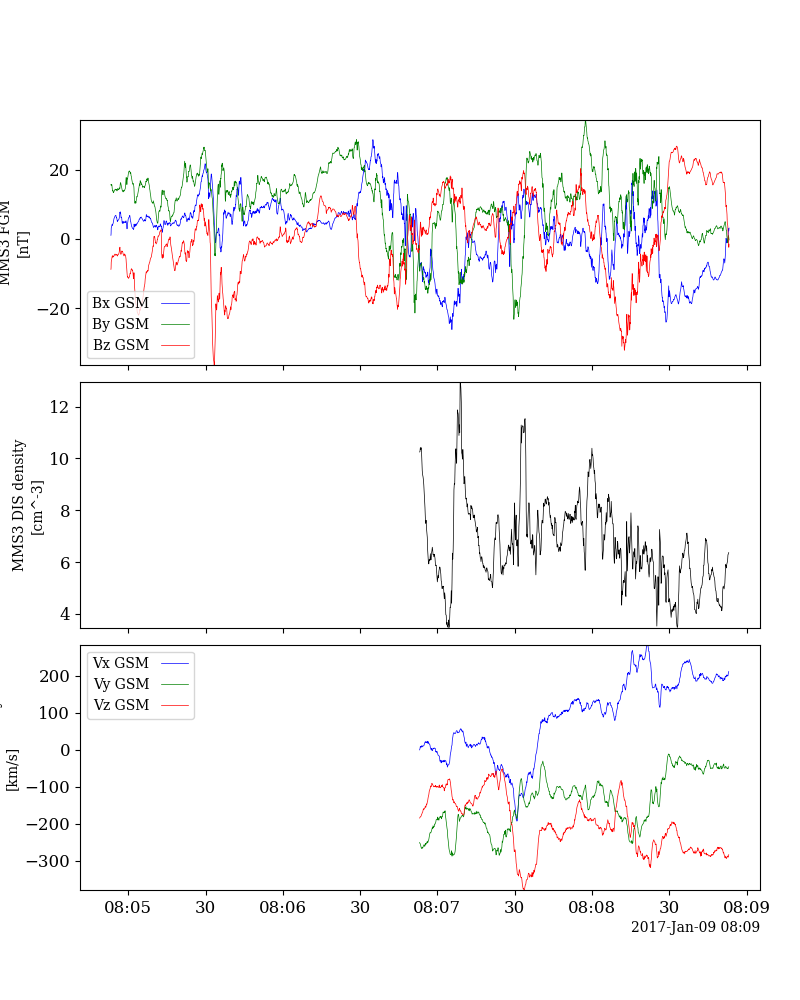 20
0
−20
MMS3 FGM
[nT]
Bx GSM
By GSM
Bz GSM
12
10
8
6
4
MMS3 DIS density
[cm^-3]
200
100
0
−100
−200
−300
[km/s]
Vx GSM
Vy GSM
Vz GSM
08:05 30 08:06 30 08:07 30 08:08 30 08:09
2017-Jan-09 08:09